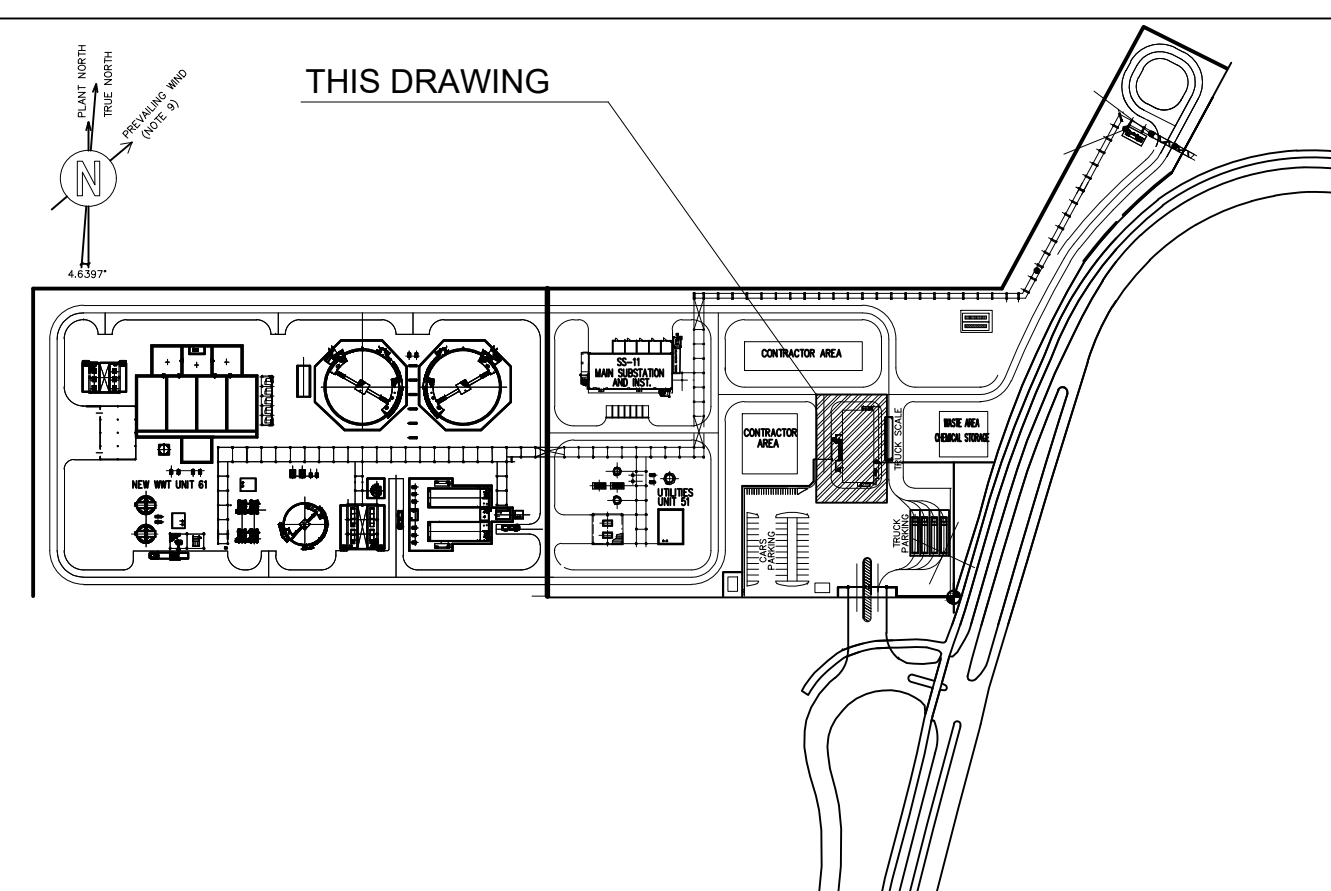 PLANT NORTH
TRUE NORTH
PREVAILING WIND
(NOTE 9)
N
4.6397°
THIS DRAWING
CONTRACTOR AREA
SS-11
MAIN SUBSTATION
AND INST.
CONTRACTOR
AREA
TRUCK SCALE
WASTE AREA
CHEMICAL STORAGE
NEW WWT UNIT 61
UTILITIES
UNIT 51
CARS
PARKING
TRUCK
PARKING